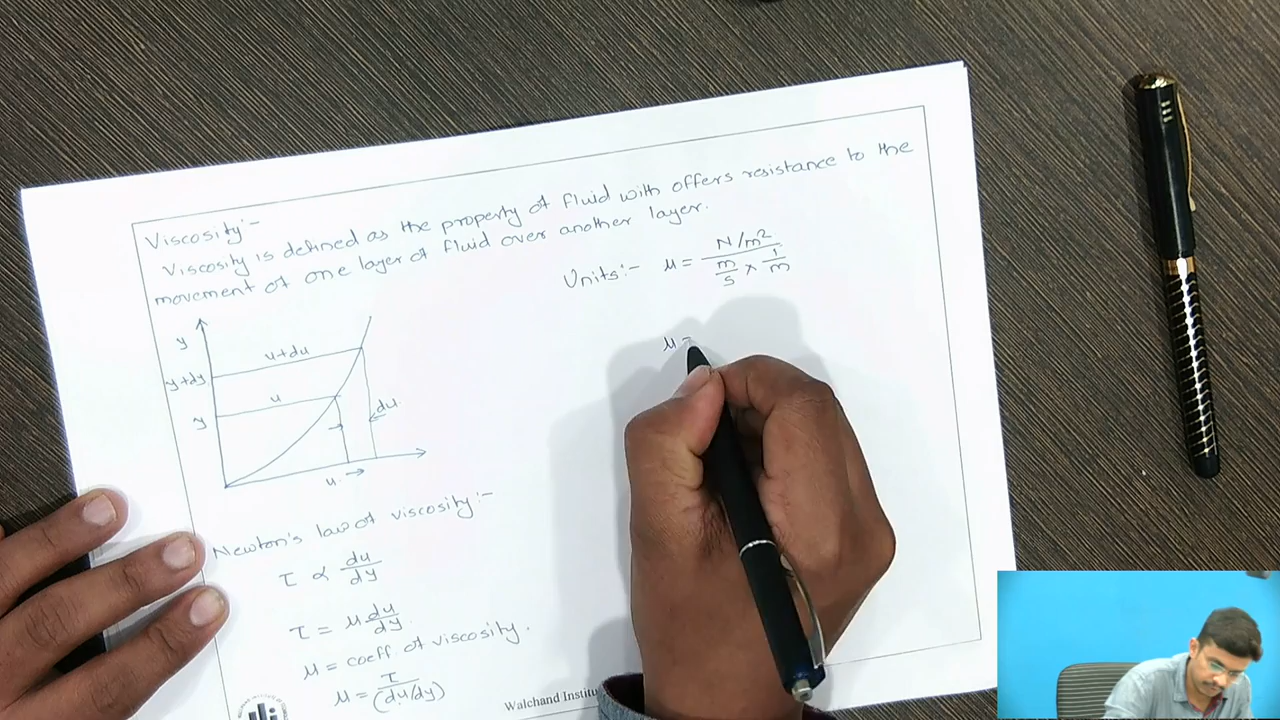 Viscosity:-
Viscosity is defined as the property of fluid with offers resistance to the
movement of one layer of fluid over another layer.
Units:- μ = N/m² / (m/s × 1/m)
μ =
y
y+dy
y
u+du
u
du
u →
Newton's law of viscosity:-
τ ∝ du/dy
τ = μ du/dy.
μ = coeff. of viscosity.
μ = τ/(du/dy)
Walchand Institu